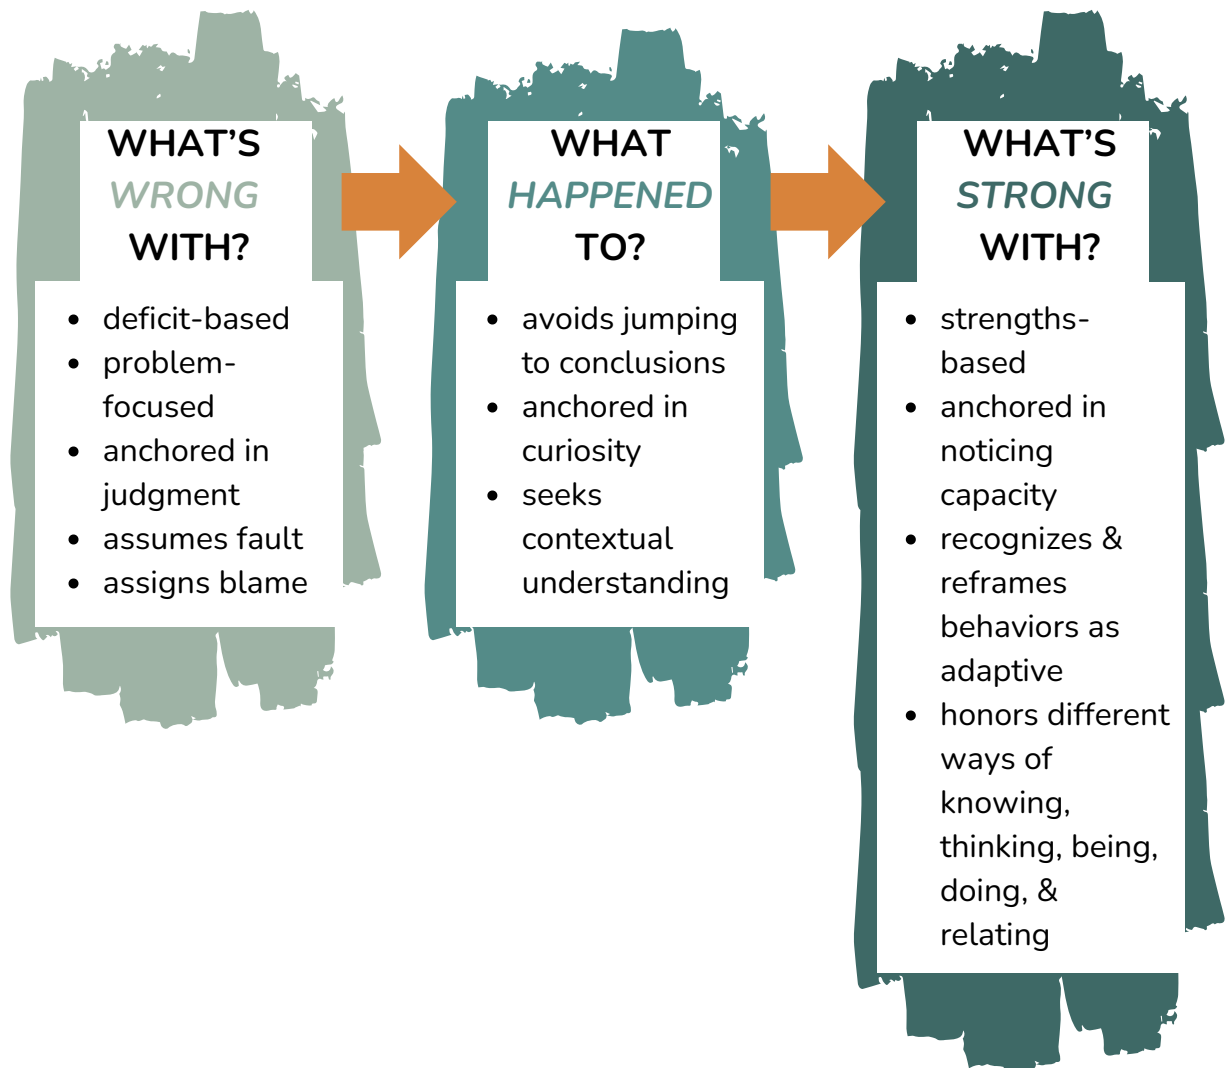 WHAT’S
WRONG
WITH?
• deficit-based
• problem-
focused
• anchored in
judgment
• assumes fault
• assigns blame
WHAT
HAPPENED
TO?
• avoids jumping
to conclusions
• anchored in
curiosity
• seeks
contextual
understanding
WHAT’S
STRONG
WITH?
• strengths-
based
• anchored in
noticing
capacity
• recognizes &
reframes
behaviors as
adaptive
• honors different
ways of
knowing,
thinking, being,
doing, &
relating